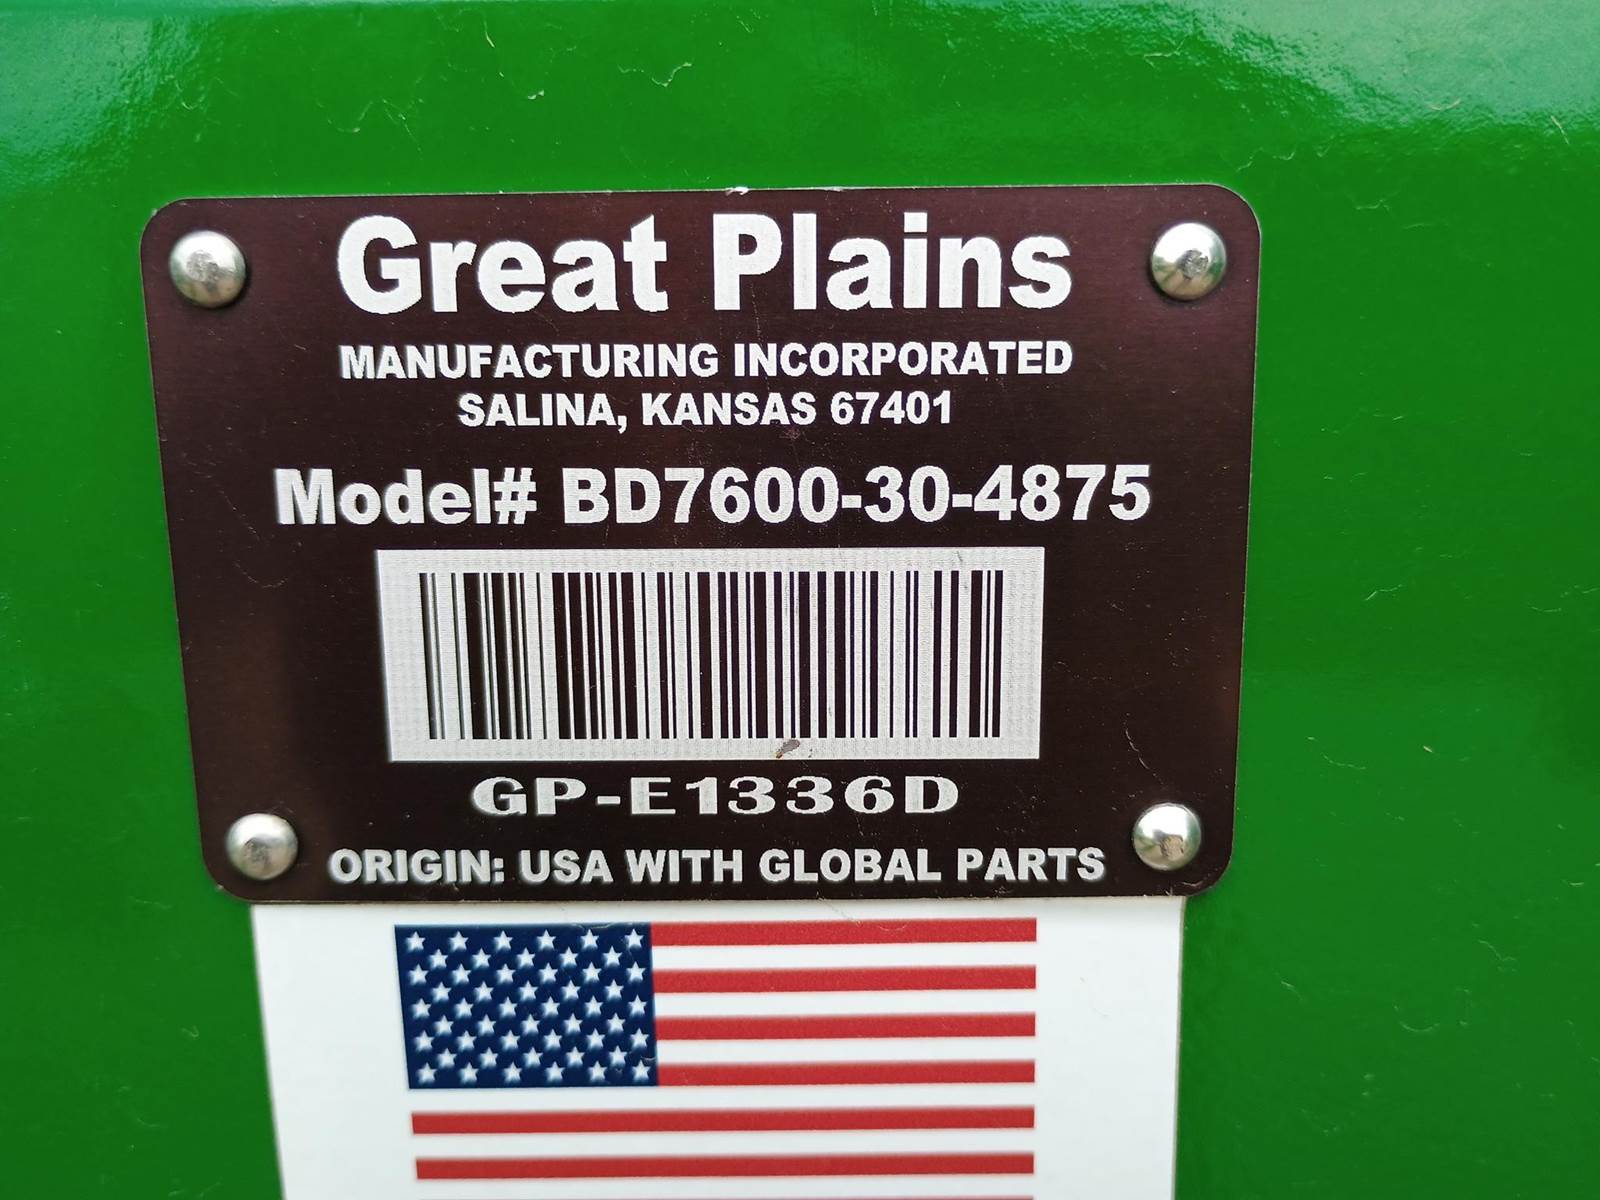 Great Plains
MANUFACTURING INCORPORATED
SALINA, KANSAS 67401
Model# BD7600-30-4875
GP-E1336D
ORIGIN: USA WITH GLOBAL PARTS